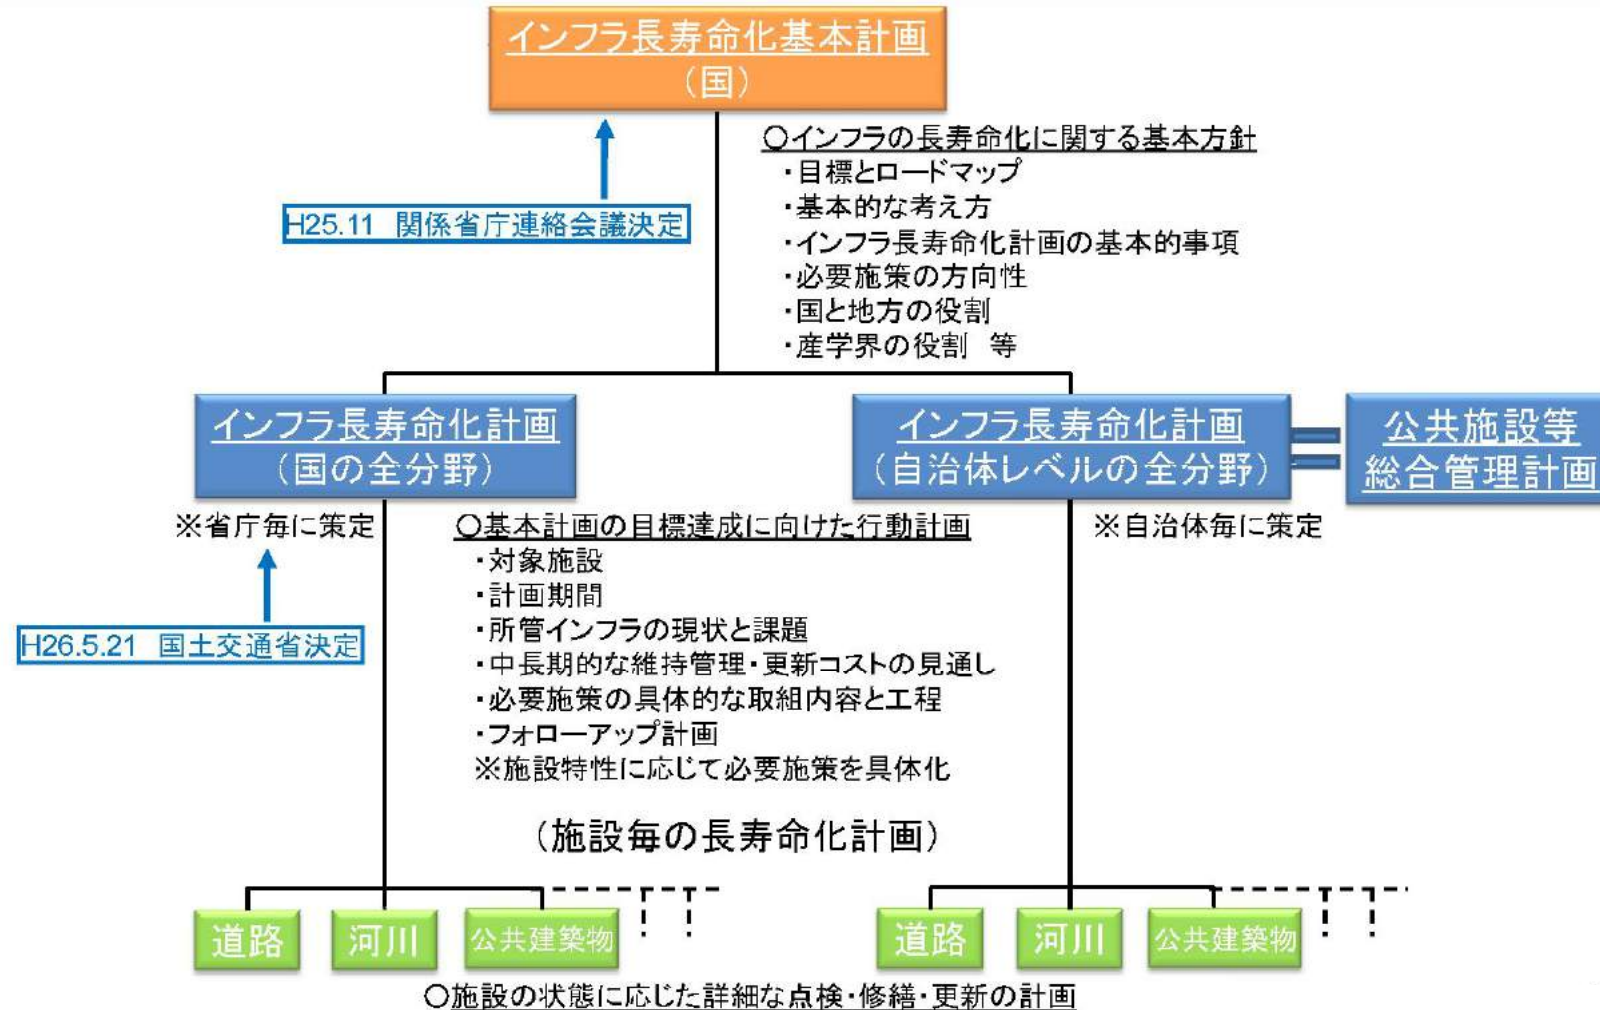 インフラ長寿命化基本計画
（国）
○インフラの長寿命化に関する基本方針
・目標とロードマップ
・基本的な考え方
・インフラ長寿命化計画の基本的事項
・必要施策の方向性
・国と地方の役割
・産学界の役割　等
H25.11　関係省庁連絡会議決定
インフラ長寿命化計画
（国の全分野）
インフラ長寿命化計画
（自治体レベルの全分野）
公共施設等
総合管理計画
※省庁毎に策定
○基本計画の目標達成に向けた行動計画
・対象施設
・計画期間
・所管インフラの現状と課題
・中長期的な維持管理・更新コストの見通し
・必要施策の具体的な取組内容と工程
・フォローアップ計画
※施設特性に応じて必要施策を具体化
※自治体毎に策定
H26.5.21　国土交通省決定
（施設毎の長寿命化計画）
道路
河川
公共建築物
道路
河川
公共建築物
○施設の状態に応じた詳細な点検・修繕・更新の計画